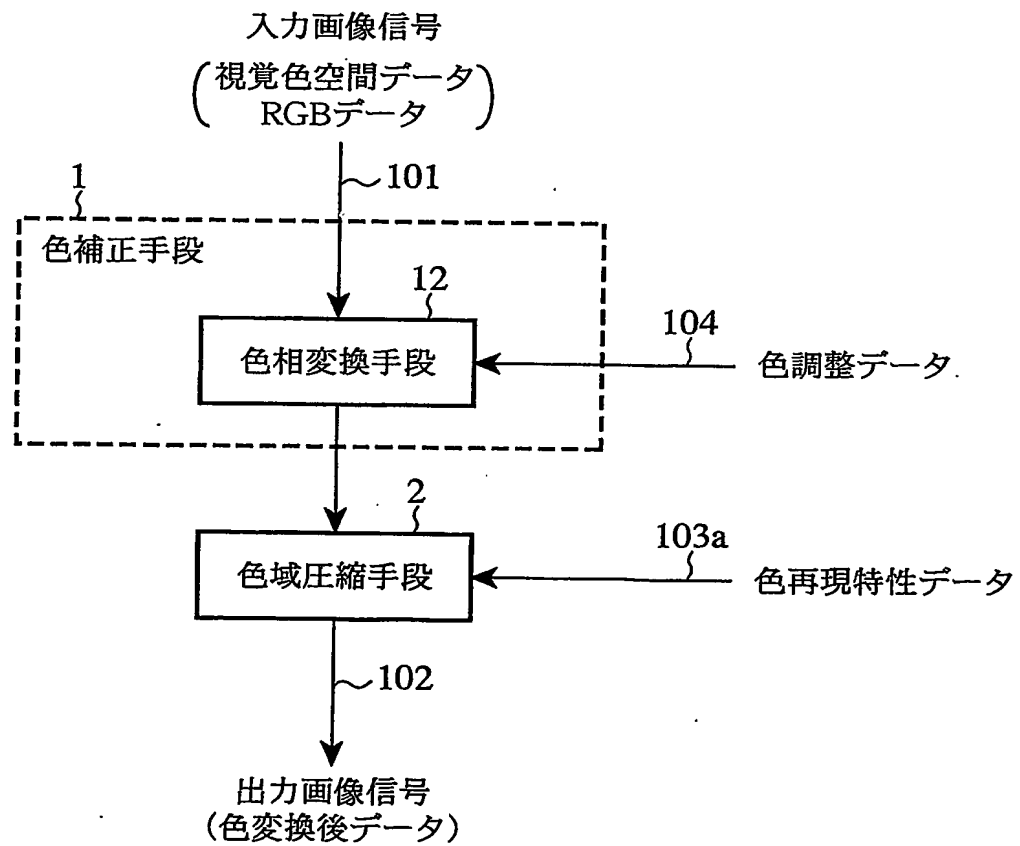 入力画像信号
(視覚色空間データ
RGBデータ)
101
1
色補正手段
12
色相変換手段
104
色調整データ
2
色域圧縮手段
103a
色再現特性データ
102
出力画像信号
(色変換後データ)